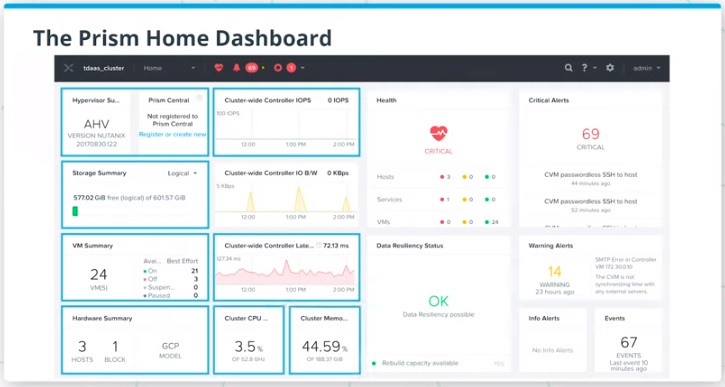 The Prism Home Dashboard
tdaas_cluster Home 69 1 ? admin
Hypervisor Su... Prism Central
AHV
VERSION NUTANIX
20170830.122
Not registered to
Prism Central
Register or create new
Cluster-wide Controller IOPS 0 IOPS
100 IOPS
12:00 1:00 PM 2:00 PM
Health
CRITICAL
Hosts 3 0 0
Services 1 0 0
VMs 0 0 24
Critical Alerts
69
CRITICAL
CVM passwordless SSH to host
44 minutes ago
CVM passwordless SSH to host
52 minutes ago
Storage Summary Logical
577.02 GiB free (logical) of 601.57 GiB
Cluster-wide Controller IO B/W 0 KBps
5 KBps
12:00 1:00 PM 2:00 PM
VM Summary
24
VM(S)
Avai... Best Effort
On 21
Off 3
Suspen... 0
Paused 0
Cluster-wide Controller Late... 72.13 ms
127.34 ms
12:00 1:00 PM 2:00 PM
Data Resiliency Status
OK
Data Resiliency possible
Rebuild capacity available YES
Warning Alerts
14
WARNING
23 hours ago
SMTP Error in Controller
VM 172.30.0.10
The CVM is not
synchronizing time with
any external servers.
Hardware Summary
3
HOSTS
1
BLOCK
GCP
MODEL
Cluster CPU ...
3.5%
OF 52.8 GHz
Cluster Memo...
44.59%
OF 188.37 GiB
Info Alerts
No Info Alerts
Events
67
EVENTS
Last event 10
minutes ago